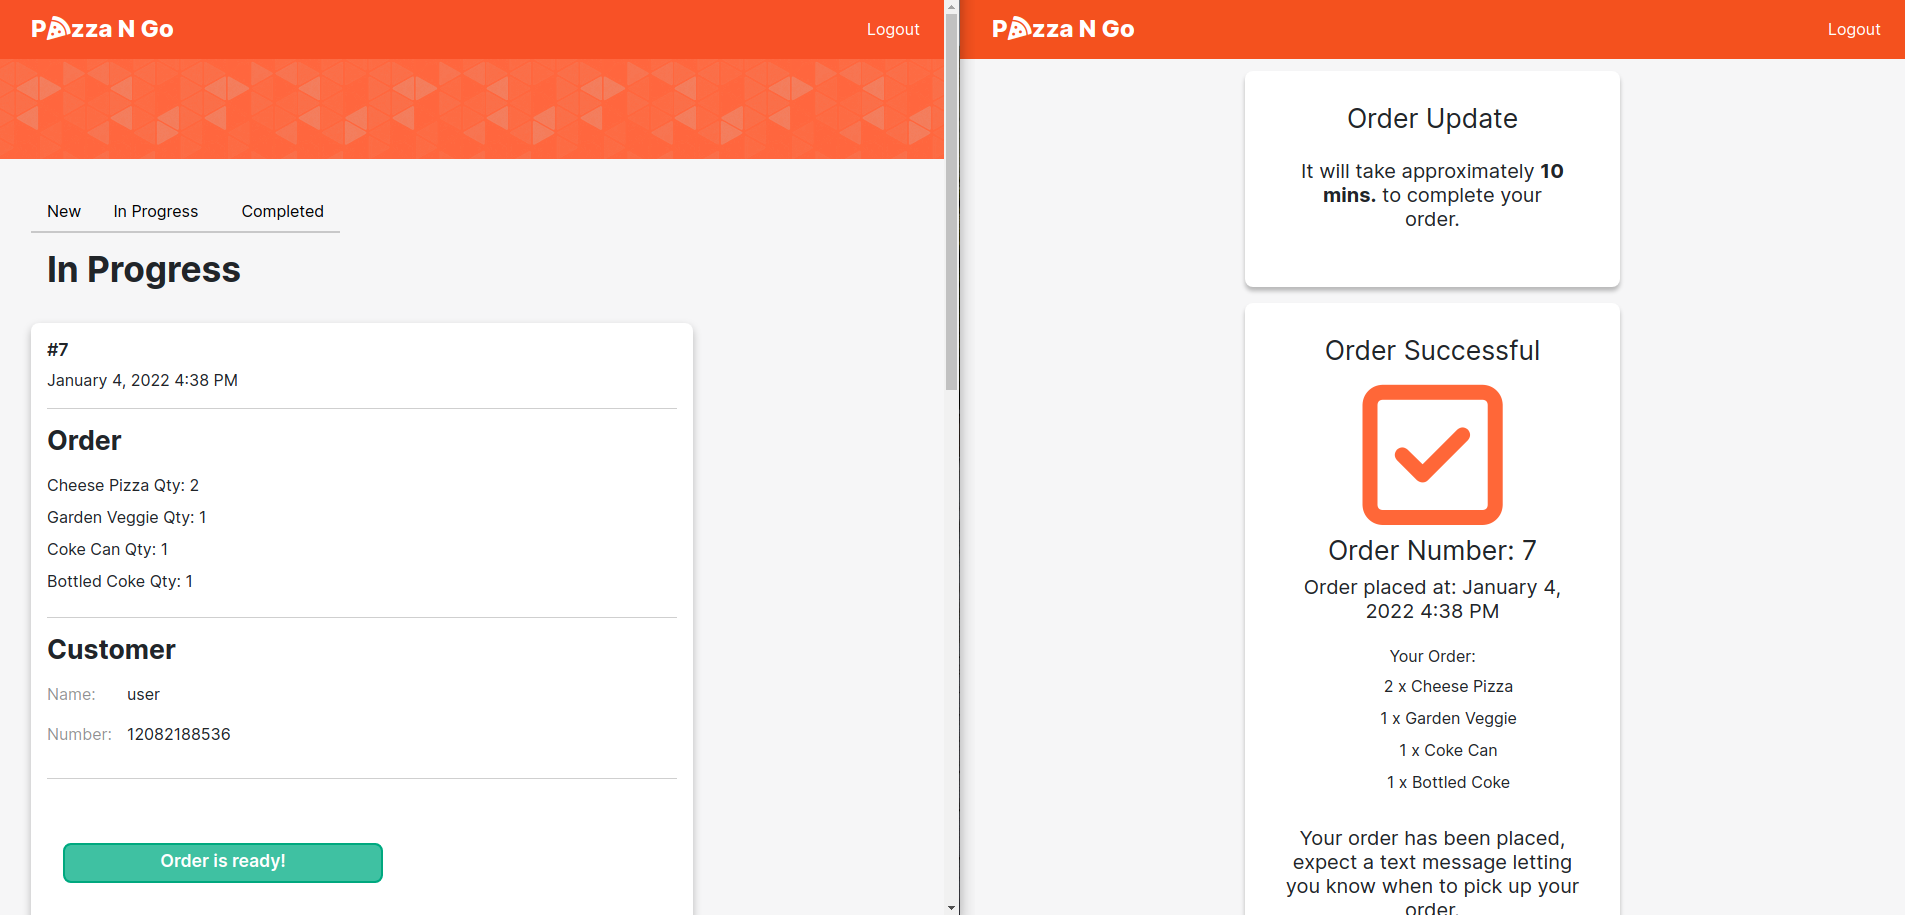 Pizza N Go
Logout
New In Progress Completed
In Progress
#7
January 4, 2022 4:38 PM
Order
Cheese Pizza Qty: 2
Garden Veggie Qty: 1
Coke Can Qty: 1
Bottled Coke Qty: 1
Customer
Name: user
Number: 12082188536
Order is ready!
Pizza N Go
Logout
Order Update
It will take approximately 10
mins. to complete your
order.
Order Successful
Order Number: 7
Order placed at: January 4,
2022 4:38 PM
Your Order:
2 x Cheese Pizza
1 x Garden Veggie
1 x Coke Can
1 x Bottled Coke
Your order has been placed,
expect a text message letting
you know when to pick up your
order.